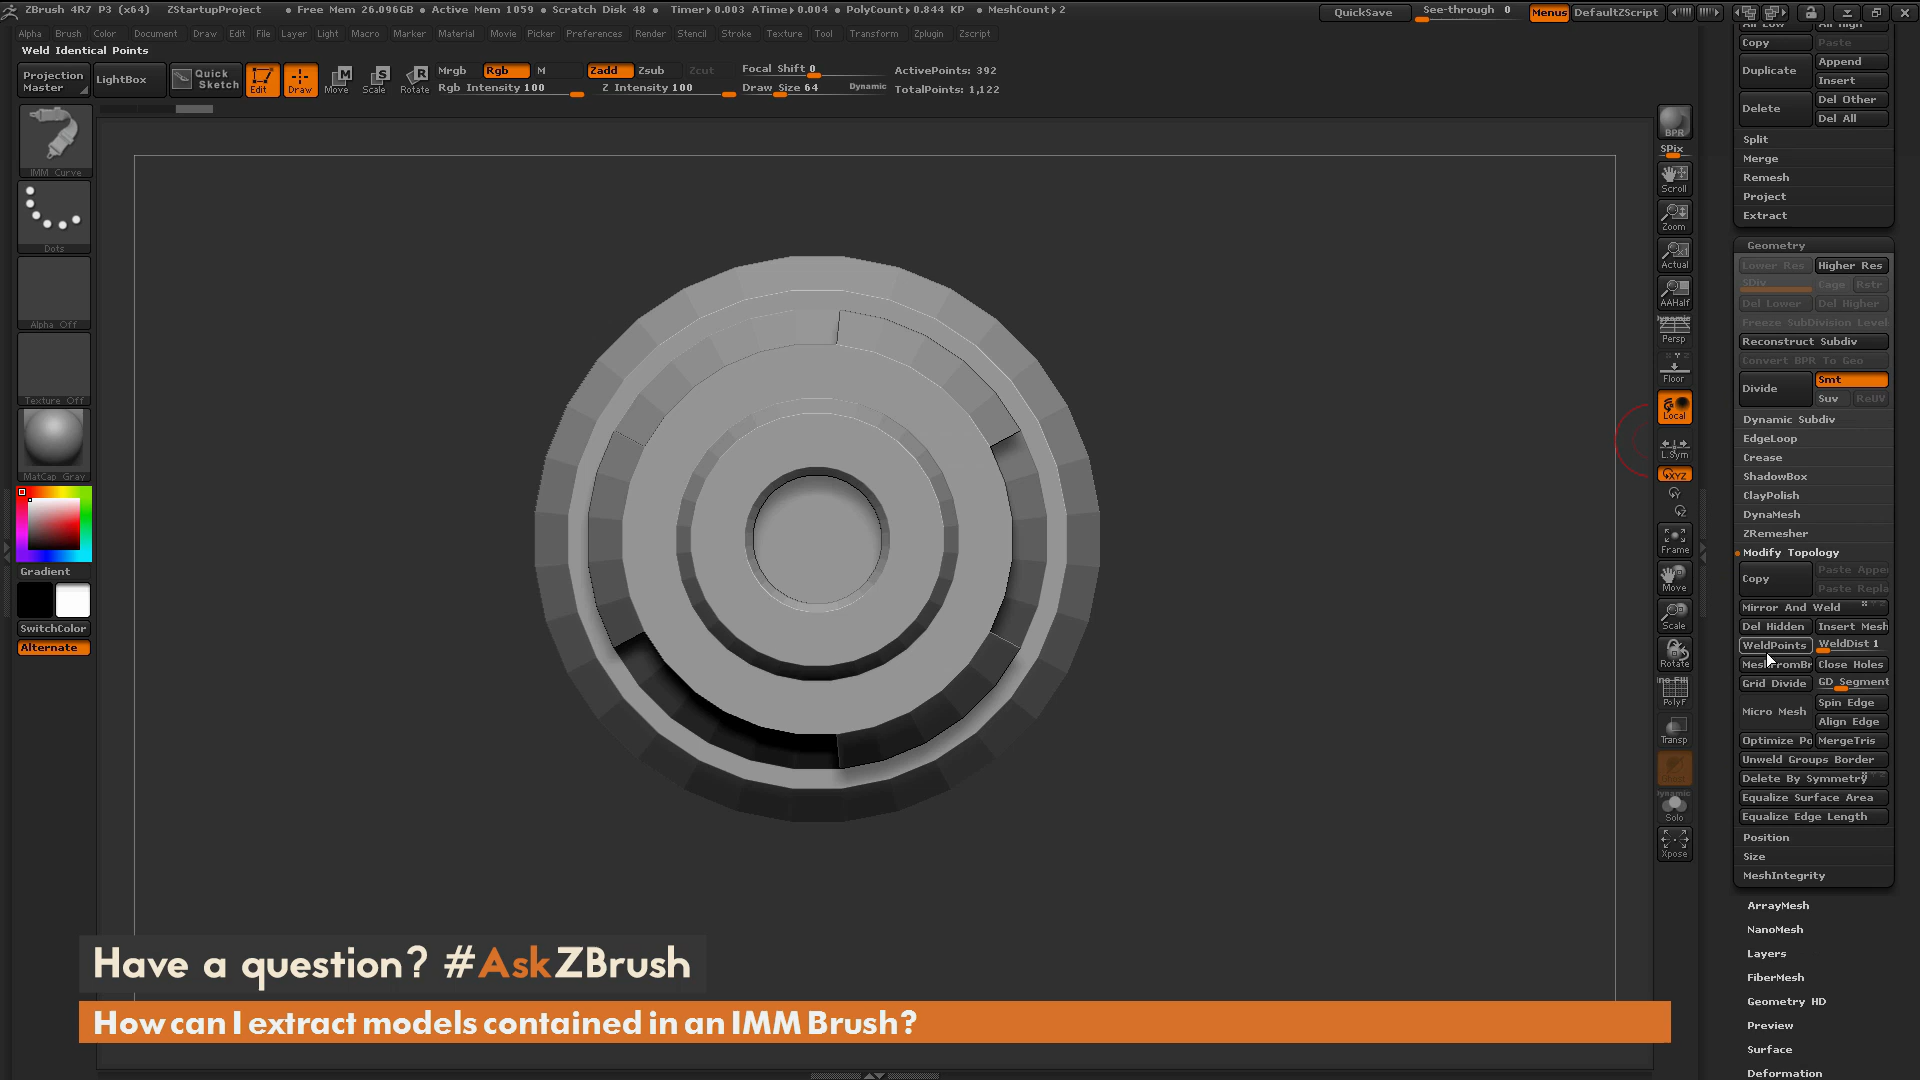 ZBrush 4R7 P3 (x64) ZStartupProject • Free Mem 26.096GB • Active Mem 1059 • Scratch Disk 48 • Timer▸0.003 ATime▸0.004 • PolyCount▸0.844 KP • MeshCount▸2 QuickSave See-through 0 Menus DefaultZScript
Alpha Brush Color Document Draw Edit File Layer Light Macro Marker Material Movie Picker Preferences Render Stencil Stroke Texture Tool Transform Zplugin Zscript
Weld Identical Points
Projection Master LightBox Quick Sketch Edit Draw Move Scale Rotate
Mrgb Rgb M Zadd Zsub Zcut Focal Shift 0 ActivePoints: 392
Rgb Intensity 100 Z Intensity 100 Draw Size 64 Dynamic TotalPoints: 1,122
IMM Curve
Dots
Alpha Off
Texture Off
MatCap Gray
Gradient
SwitchColor
Alternate
BPR
SPix
Scroll
Zoom
Actual
AAHalf
Dynamic
Persp
Floor
Local
L.Sym
XYZ
Frame
Move
Scale
Rotate
PolyF
Transp
Ghost
Dynamic
Solo
Xpose
Copy Paste
Duplicate Append
Insert
Delete Del Other
Del All
Split
Merge
Remesh
Project
Extract
Geometry
Lower Res Higher Res
SDiv Cage Rstr
Del Lower Del Higher
Freeze SubDivision Level
Reconstruct Subdiv
Convert BPR To Geo
Divide Smt
Suv ReUV
Dynamic Subdiv
EdgeLoop
Crease
ShadowBox
ClayPolish
DynaMesh
ZRemesher
Modify Topology
Copy Paste Appe
Paste Repla
Mirror And Weld
Del Hidden Insert Mesh
WeldPoints WeldDist 1
Close Holes
Grid Divide GD Segment
Micro Mesh Spin Edge
Align Edge
Optimize Po MergeTris
Unweld Groups Border
Delete By Symmetry
Equalize Surface Area
Equalize Edge Length
Position
Size
MeshIntegrity
ArrayMesh
NanoMesh
Layers
FiberMesh
Geometry HD
Preview
Surface
Deformation
Have a question? #AskZBrush
How can I extract models contained in an IMM Brush?